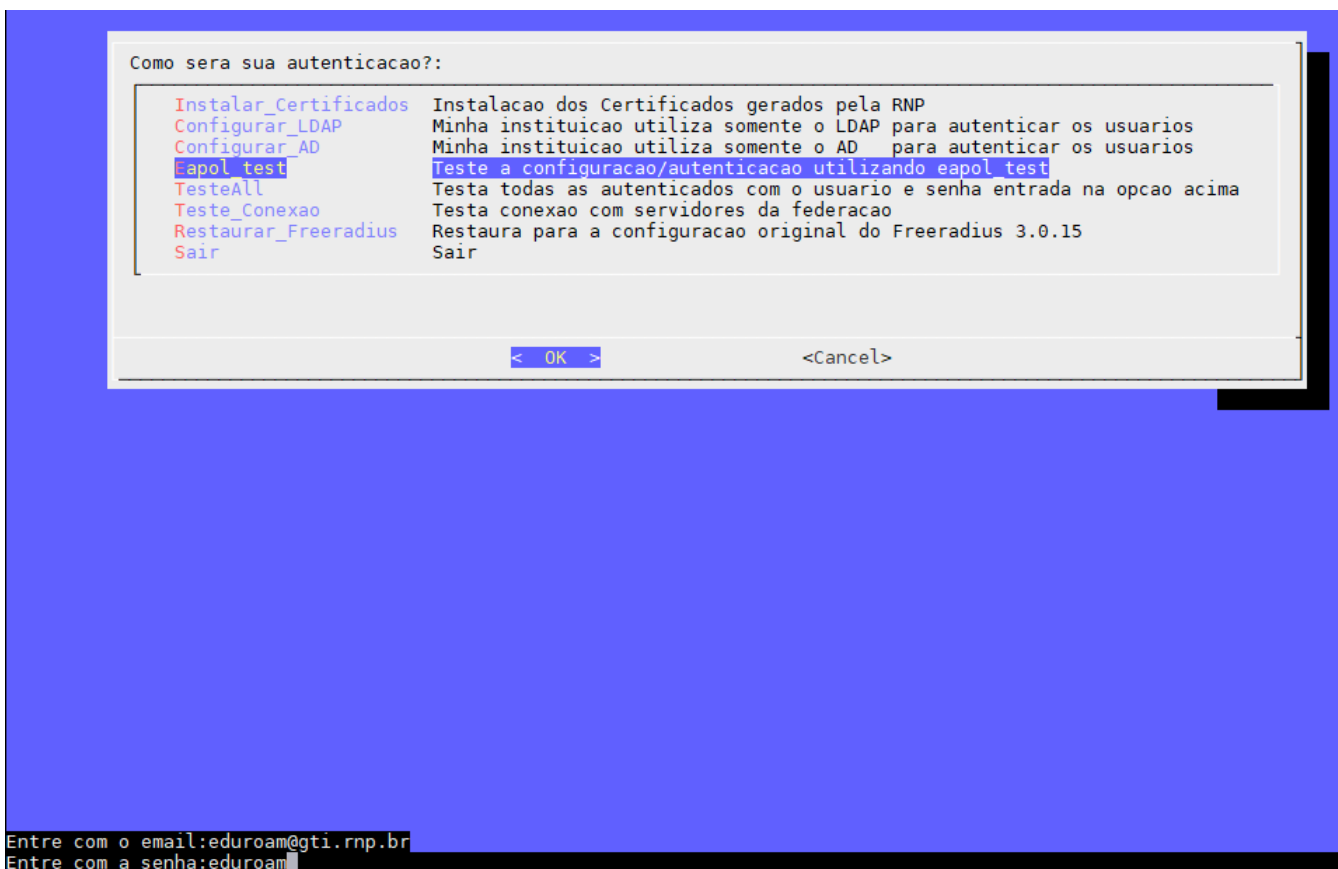 Como sera sua autenticacao?:
Instalar_Certificados Instalacao dos Certificados gerados pela RNP
Configurar_LDAP Minha instituicao utiliza somente o LDAP para autenticar os usuarios
Configurar_AD Minha instituicao utiliza somente o AD para autenticar os usuarios
Eapol_test Teste a configuracao/autenticacao utilizando eapol_test
TesteAll Testa todas as autenticados com o usuario e senha entrada na opcao acima
Teste_Conexao Testa conexao com servidores da federacao
Restaurar_Freeradius Restaura para a configuracao original do Freeradius 3.0.15
Sair Sair
< OK > <Cancel>
Entre com o email:eduroam@gti.rnp.br
Entre com a senha:eduroam